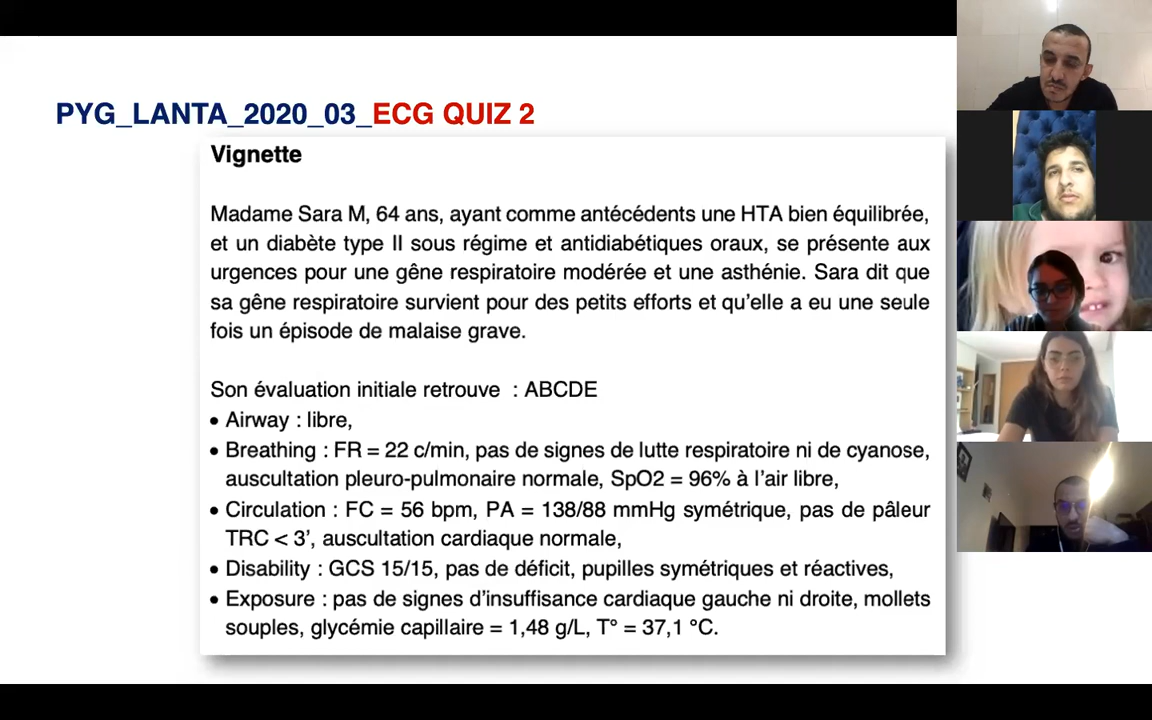 PYG_LANTA_2020_03_ECG QUIZ 2
Vignette
Madame Sara M, 64 ans, ayant comme antécédents une HTA bien équilibrée,
et un diabète type II sous régime et antidiabétiques oraux, se présente aux
urgences pour une gêne respiratoire modérée et une asthénie. Sara dit que
sa gêne respiratoire survient pour des petits efforts et qu'elle a eu une seule
fois un épisode de malaise grave.
Son évaluation initiale retrouve : ABCDE
• Airway : libre,
• Breathing : FR = 22 c/min, pas de signes de lutte respiratoire ni de cyanose,
auscultation pleuro-pulmonaire normale, SpO2 = 96% à l'air libre,
• Circulation : FC = 56 bpm, PA = 138/88 mmHg symétrique, pas de pâleur
TRC < 3', auscultation cardiaque normale,
• Disability : GCS 15/15, pas de déficit, pupilles symétriques et réactives,
• Exposure : pas de signes d'insuffisance cardiaque gauche ni droite, mollets
souples, glycémie capillaire = 1,48 g/L, T° = 37,1 °C.